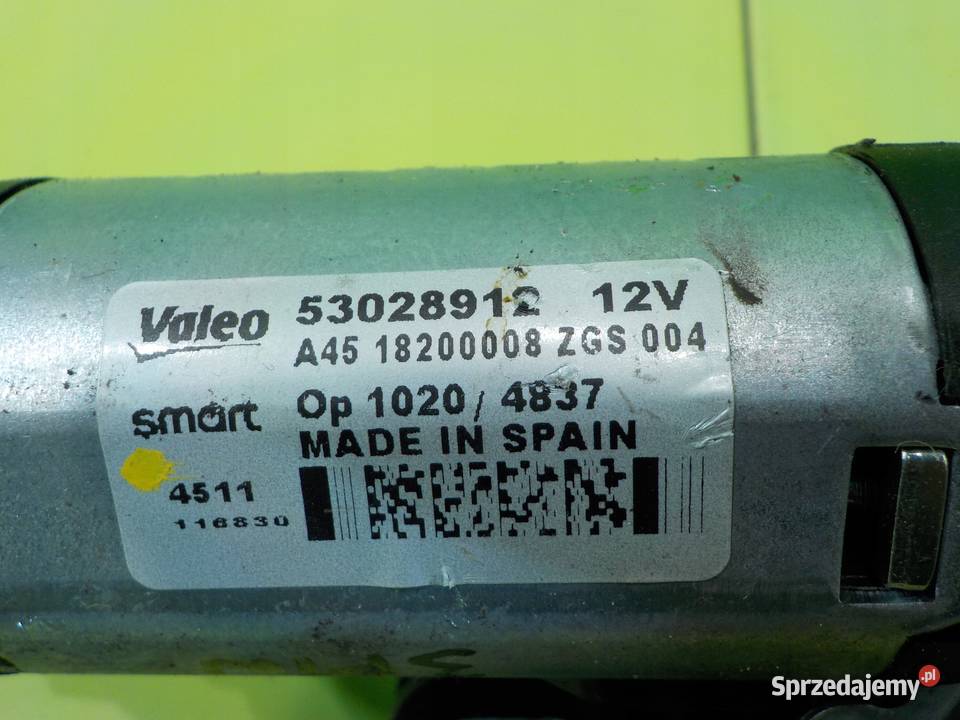 Valeo 53028912 12V
A45 18200008 ZGS 004
smart Op 1020 / 4837
MADE IN SPAIN
4511
116830
Sprzedajemy.pl